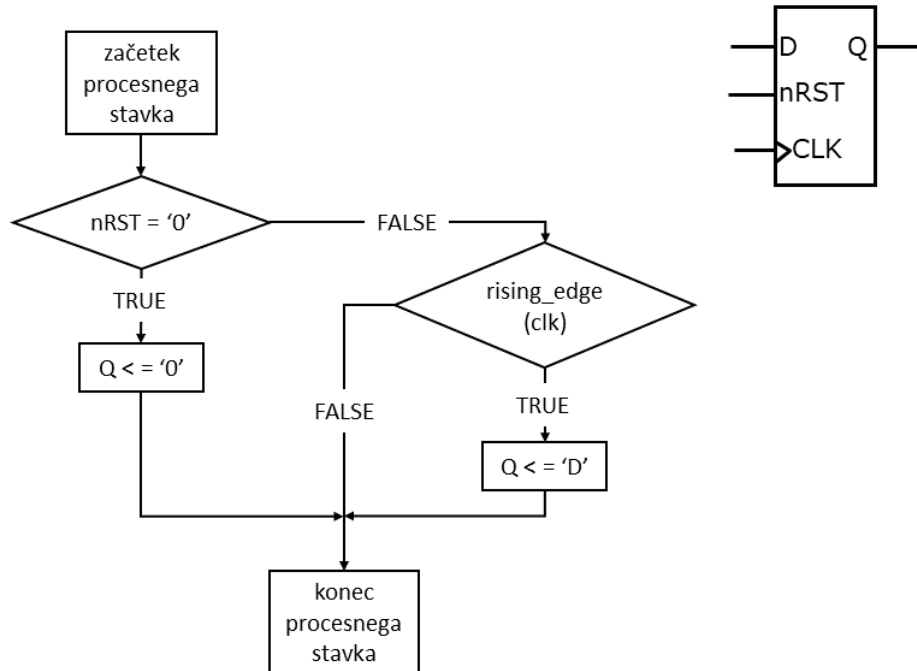 začetek
procesnega
stavka
D Q
nRST
CLK
nRST = ‘0’
FALSE
TRUE
rising_edge
(clk)
Q < = ‘0’
FALSE
TRUE
Q < = ‘D’
konec
procesnega
stavka